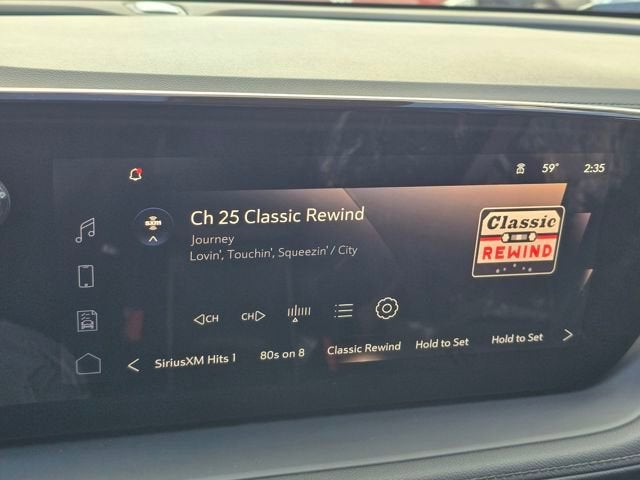 59° 2:35
SXM
Ch 25 Classic Rewind
Journey
Lovin', Touchin', Squeezin' / City
Classic
REWIND
CH CH
SiriusXM Hits 1 80s on 8 Classic Rewind Hold to Set Hold to Set